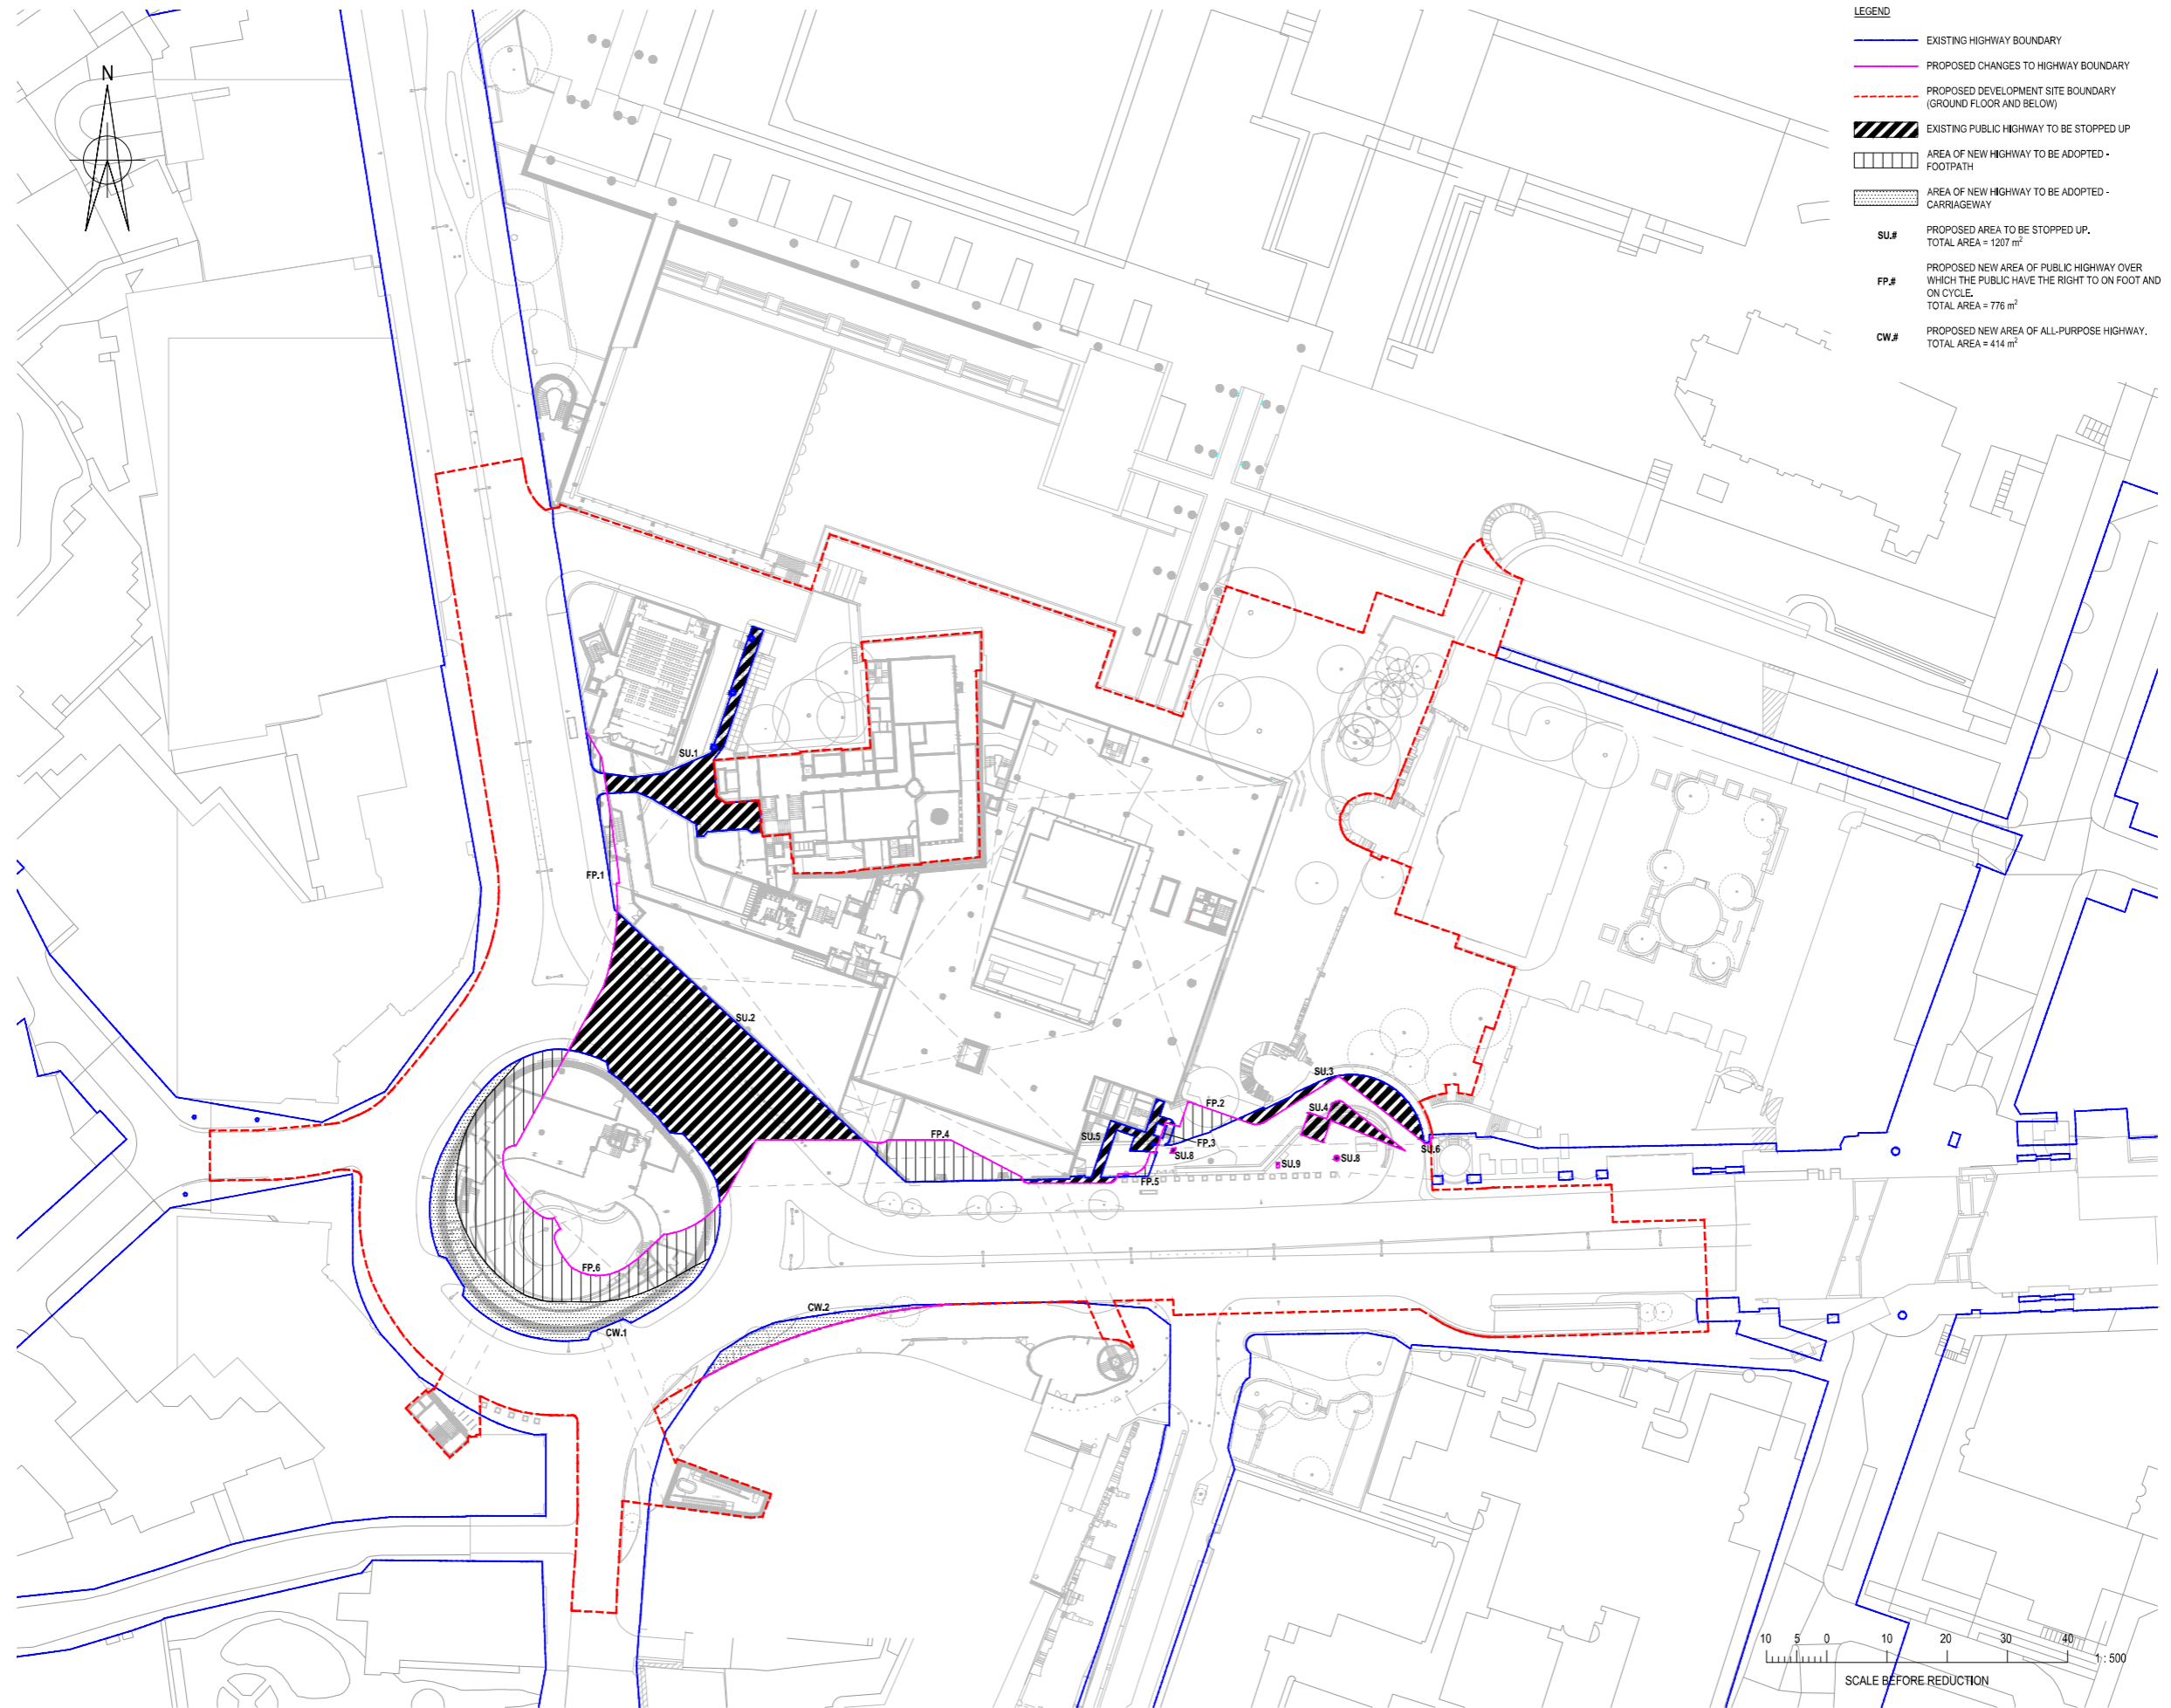 LEGEND
EXISTING HIGHWAY BOUNDARY
PROPOSED CHANGES TO HIGHWAY BOUNDARY
PROPOSED DEVELOPMENT SITE BOUNDARY
(GROUND FLOOR AND BELOW)
EXISTING PUBLIC HIGHWAY TO BE STOPPED UP
AREA OF NEW HIGHWAY TO BE ADOPTED -
FOOTPATH
AREA OF NEW HIGHWAY TO BE ADOPTED -
CARRIAGEWAY
SU.# PROPOSED AREA TO BE STOPPED UP.
TOTAL AREA = 1207 m²
FP.# PROPOSED NEW AREA OF PUBLIC HIGHWAY OVER
WHICH THE PUBLIC HAVE THE RIGHT TO ON FOOT AND
ON CYCLE.
TOTAL AREA = 776 m²
CW.# PROPOSED NEW AREA OF ALL-PURPOSE HIGHWAY.
TOTAL AREA = 414 m²
N
SU.1
FP.1
SU.2
SU.3
FP.2
SU.4
SU.5
FP.4
FP.3
SU.8
SU.6
SU.9
SU.8
FP.5
FP.6
CW.2
CW.1
10 5 0 10 20 30 40
1 : 500
SCALE BEFORE REDUCTION